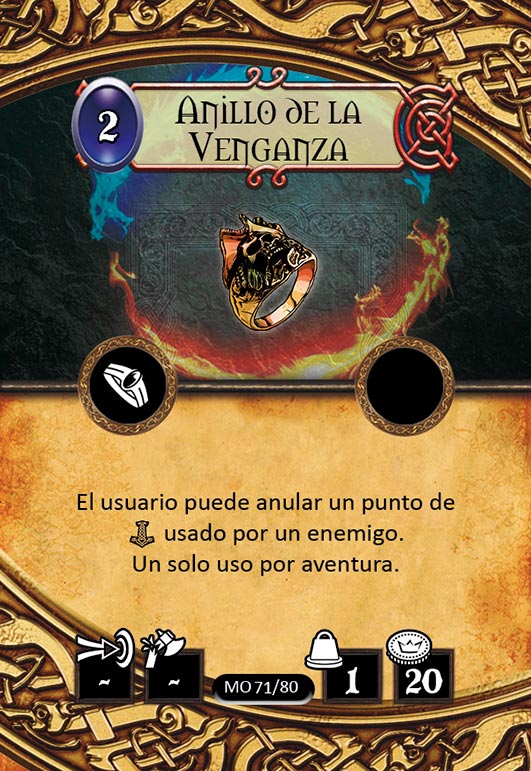 2
Anillo de la
Venganza
El usuario puede anular un punto de
usado por un enemigo.
Un solo uso por aventura.
-
-
MO 71/80
1
20